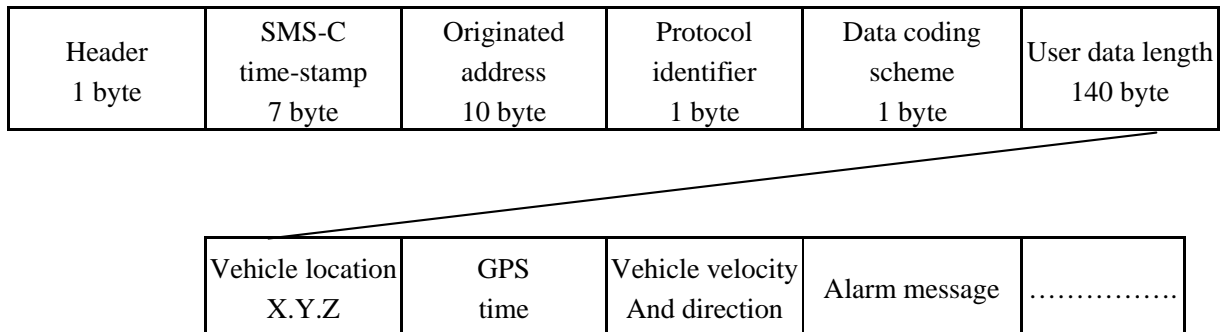 Header
1 byte
SMS-C
time-stamp
7 byte
Originated
address
10 byte
Protocol
identifier
1 byte
Data coding
scheme
1 byte
User data length
140 byte
Vehicle location
X.Y.Z
GPS
time
Vehicle velocity
And direction
Alarm message
…………….